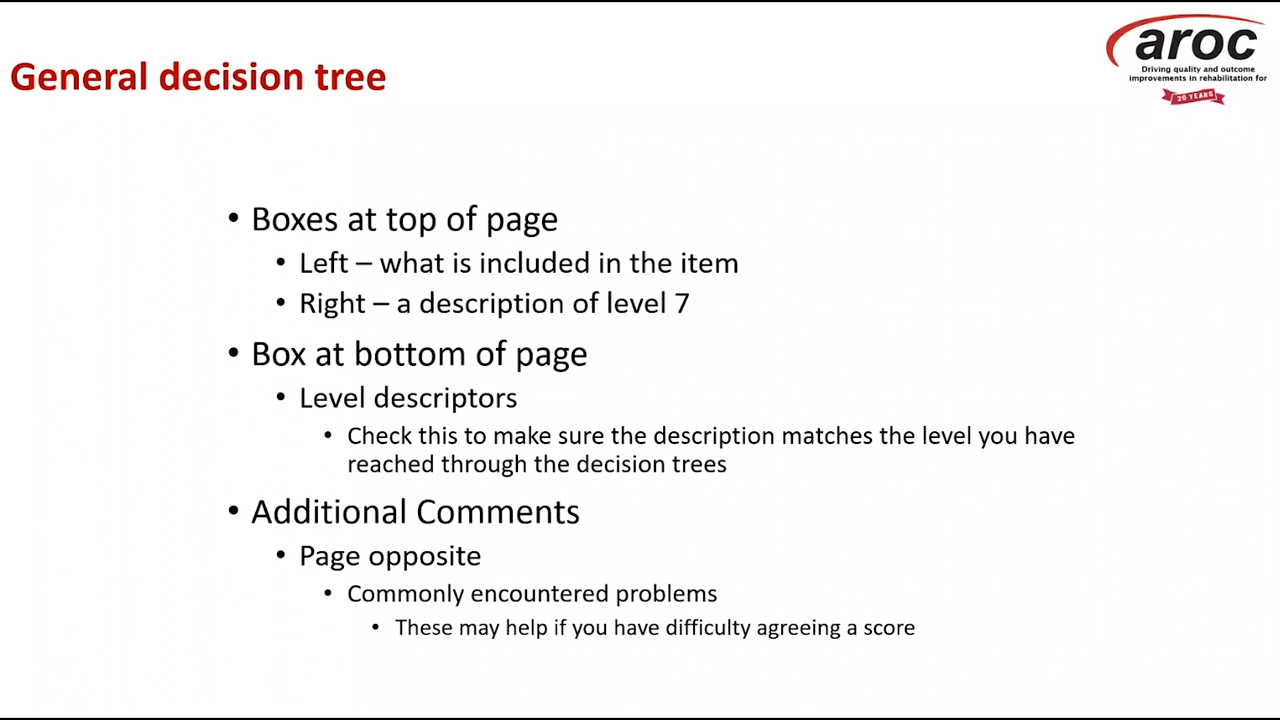 aroc
Driving quality and outcome
improvements in rehabilitation for
20 YEARS
General decision tree
• Boxes at top of page
• Left – what is included in the item
• Right – a description of level 7
• Box at bottom of page
• Level descriptors
• Check this to make sure the description matches the level you have
reached through the decision trees
• Additional Comments
• Page opposite
• Commonly encountered problems
• These may help if you have difficulty agreeing a score